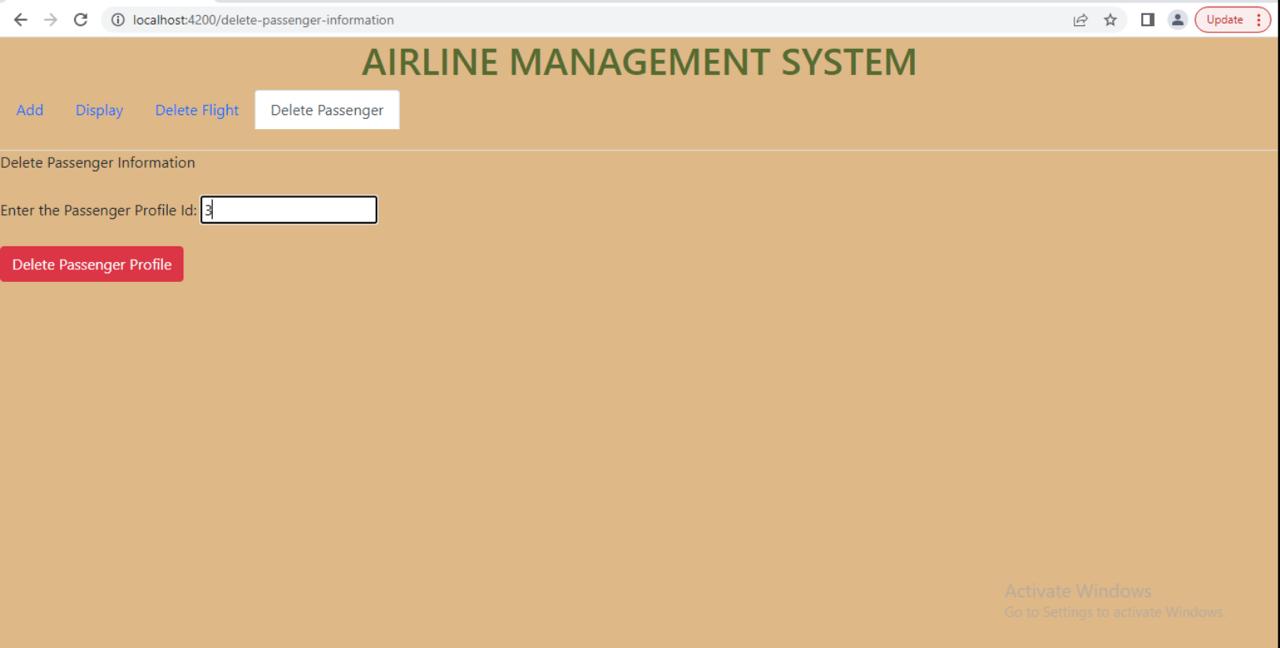 localhost:4200/delete-passenger-information
Update
AIRLINE MANAGEMENT SYSTEM
Add Display Delete Flight Delete Passenger
Delete Passenger Information
Enter the Passenger Profile Id: 3
Delete Passenger Profile
Activate Windows
Go to Settings to activate Windows.